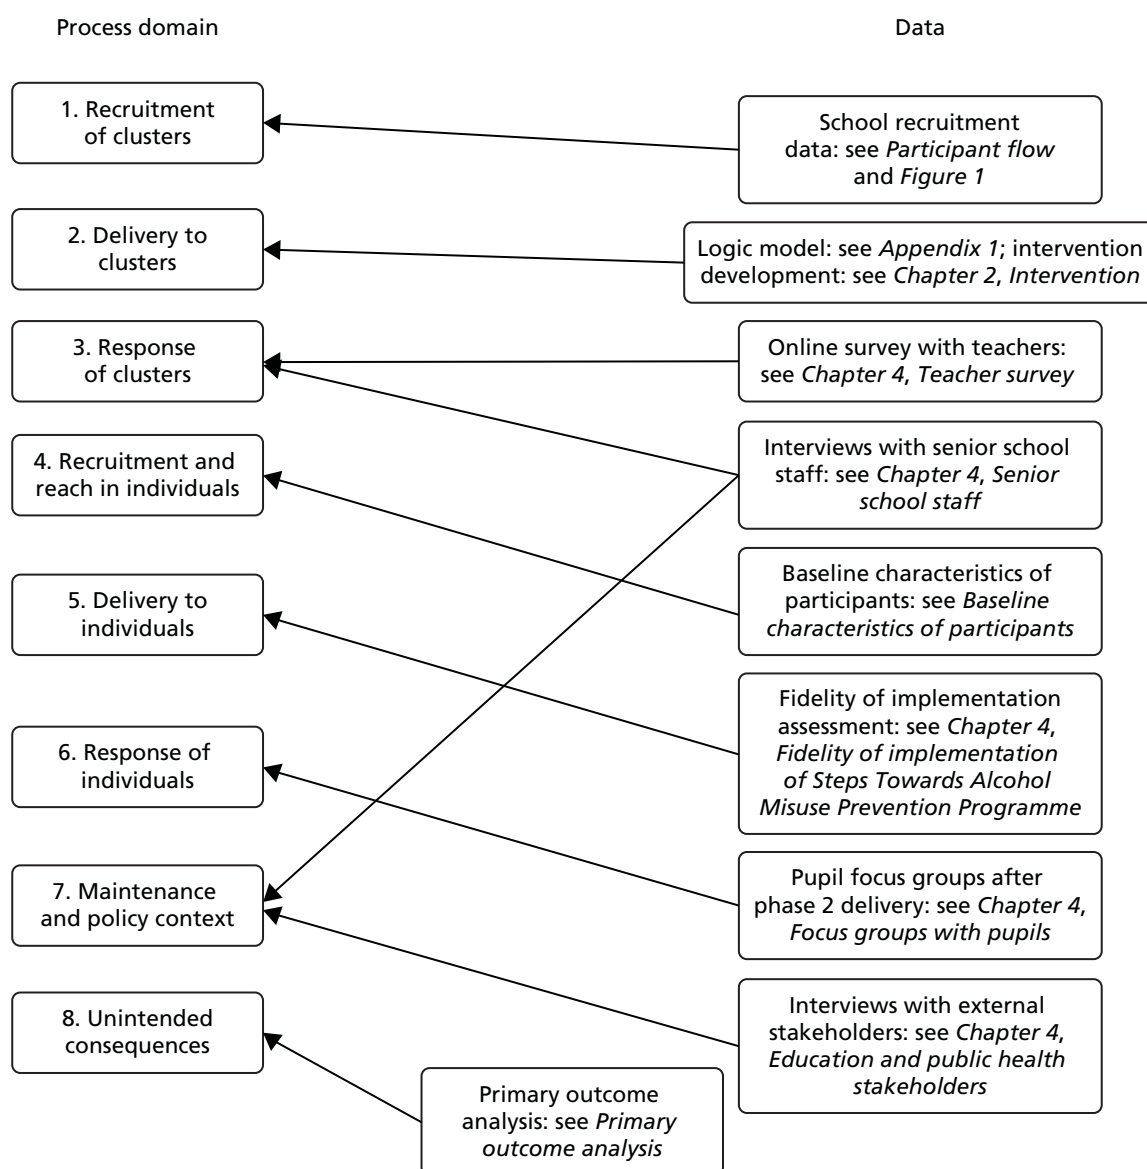 Process domain
Data
1. Recruitment
of clusters
School recruitment
data: see Participant flow
and Figure 1
2. Delivery to
clusters
Logic model: see Appendix 1; intervention
development: see Chapter 2, Intervention
3. Response
of clusters
Online survey with teachers:
see Chapter 4, Teacher survey
4. Recruitment and
reach in individuals
Interviews with senior school
staff: see Chapter 4, Senior
school staff
Baseline characteristics of
participants: see Baseline
characteristics of participants
5. Delivery to
individuals
Fidelity of implementation
assessment: see Chapter 4,
Fidelity of implementation
of Steps Towards Alcohol
Misuse Prevention Programme
6. Response of
individuals
Pupil focus groups after
phase 2 delivery: see Chapter 4,
Focus groups with pupils
7. Maintenance
and policy context
Interviews with external
stakeholders: see Chapter 4,
Education and public health
stakeholders
8. Unintended
consequences
Primary outcome
analysis: see Primary
outcome analysis